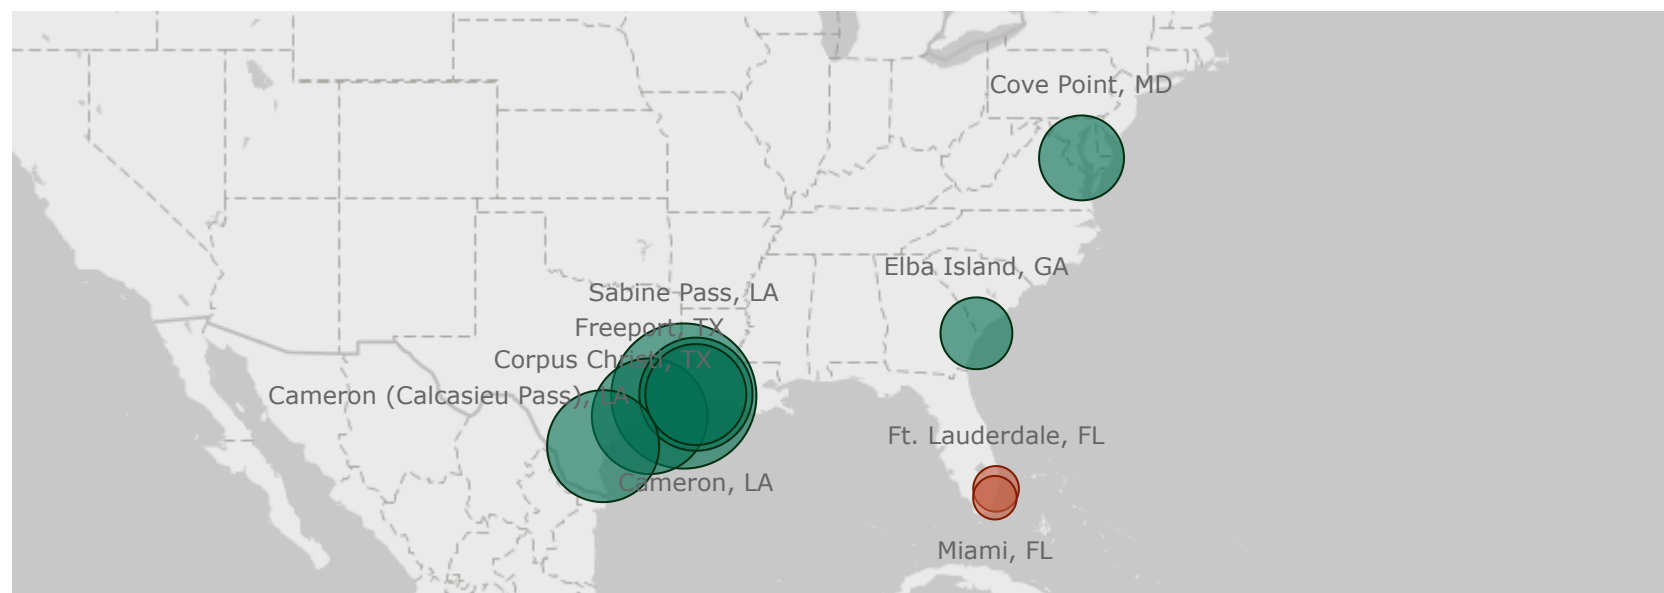 Cove Point, MD
Elba Island, GA
Sabine Pass, LA
Freeport, TX
Corpus Christi, TX
Cameron (Calcasieu Pass), LA
Ft. Lauderdale, FL
Cameron, LA
Miami, FL